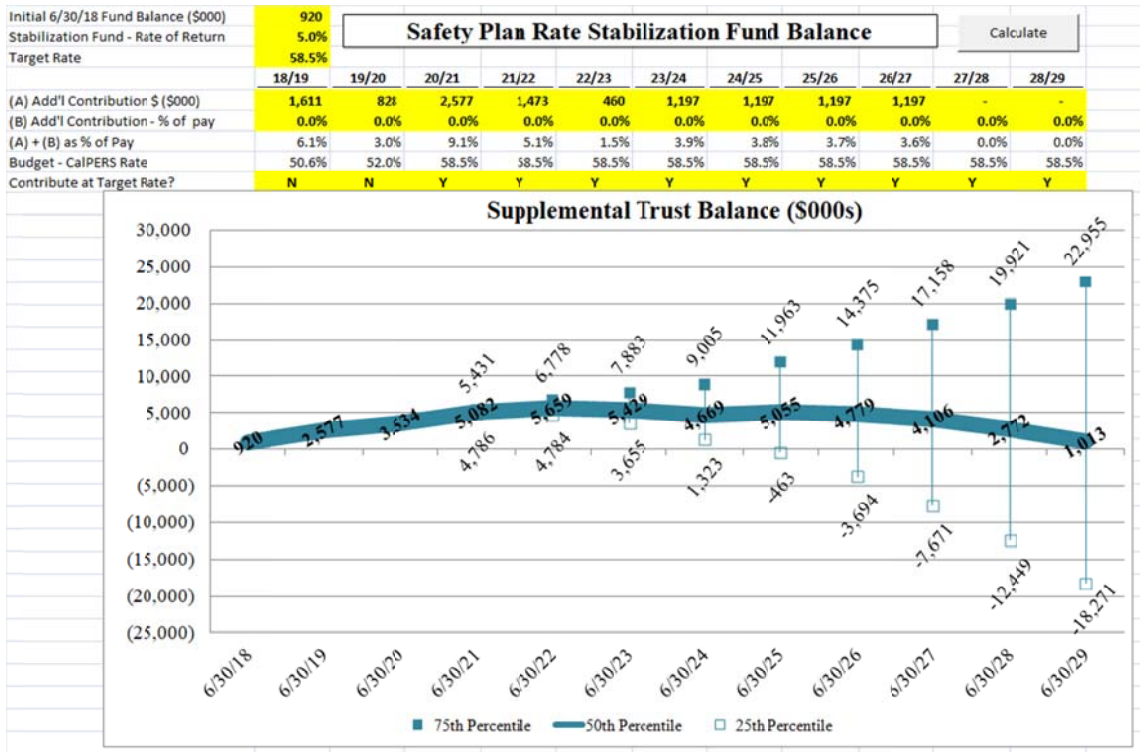 Initial 6/30/18 Fund Balance ($000) 920
Stabilization Fund - Rate of Return 5.0%
Target Rate 58.5%
Safety Plan Rate Stabilization Fund Balance
Calculate
18/19 19/20 20/21 21/22 22/23 23/24 24/25 25/26 26/27 27/28 28/29
(A) Add'l Contribution $ ($000) 1,611 828 2,577 1,473 460 1,197 1,197 1,197 1,197 - -
(B) Add'l Contribution - % of pay 0.0% 0.0% 0.0% 0.0% 0.0% 0.0% 0.0% 0.0% 0.0% 0.0% 0.0%
(A) + (B) as % of Pay 6.1% 3.0% 9.1% 5.1% 1.5% 3.9% 3.8% 3.7% 3.6% 0.0% 0.0%
Budget - CalPERS Rate 50.6% 52.0% 58.5% 58.5% 58.5% 58.5% 58.5% 58.5% 58.5% 58.5% 58.5%
Contribute at Target Rate? N N Y Y Y Y Y Y Y Y Y
Supplemental Trust Balance ($000s)
30,000
25,000
20,000
15,000
10,000
5,000
0
(5,000)
(10,000)
(15,000)
(20,000)
(25,000)
5,431 6,778 7,883 9,005 11,963 14,375 17,158 19,921 22,955
920 2,577 3,534 5,082 5,659 5,429 4,669 5,055 4,779 4,106 2,772 1,013
4,786 4,784 3,655 1,323 -463 -3,694 -7,671 -12,449 -18,271
6/30/18 6/30/19 6/30/20 6/30/21 6/30/22 6/30/23 6/30/24 6/30/25 6/30/26 6/30/27 6/30/28 6/30/29
75th Percentile 50th Percentile 25th Percentile